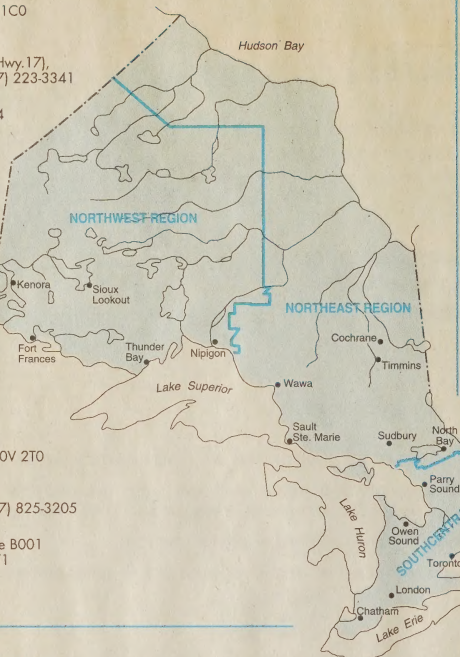 1C0
Hwy.17),
7) 223-3341
4
Hudson Bay
NORTHWEST REGION
Kenora
Sioux
Lookout
NORTHEAST REGION
Fort
Frances
Thunder
Bay
Nipigon
Cochrane
Timmins
Lake Superior
Wawa
Sault
Ste. Marie
Sudbury
North
Bay
0V 2T0
Parry
Sound
7) 825-3205
Lake Huron
Owen
Sound
e B001
1
SOUTHCENTRA
Toronto
London
Chatham
Lake Erie